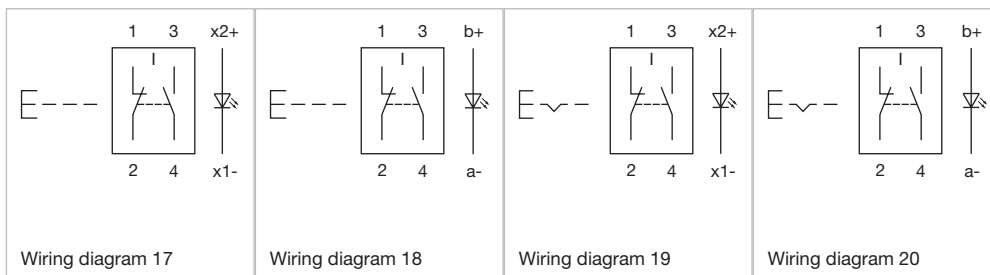 1 3 x2+
2 4 x1-
Wiring diagram 17
1 3 b+
2 4 a-
Wiring diagram 18
1 3 x2+
2 4 x1-
Wiring diagram 19
1 3 b+
2 4 a-
Wiring diagram 20